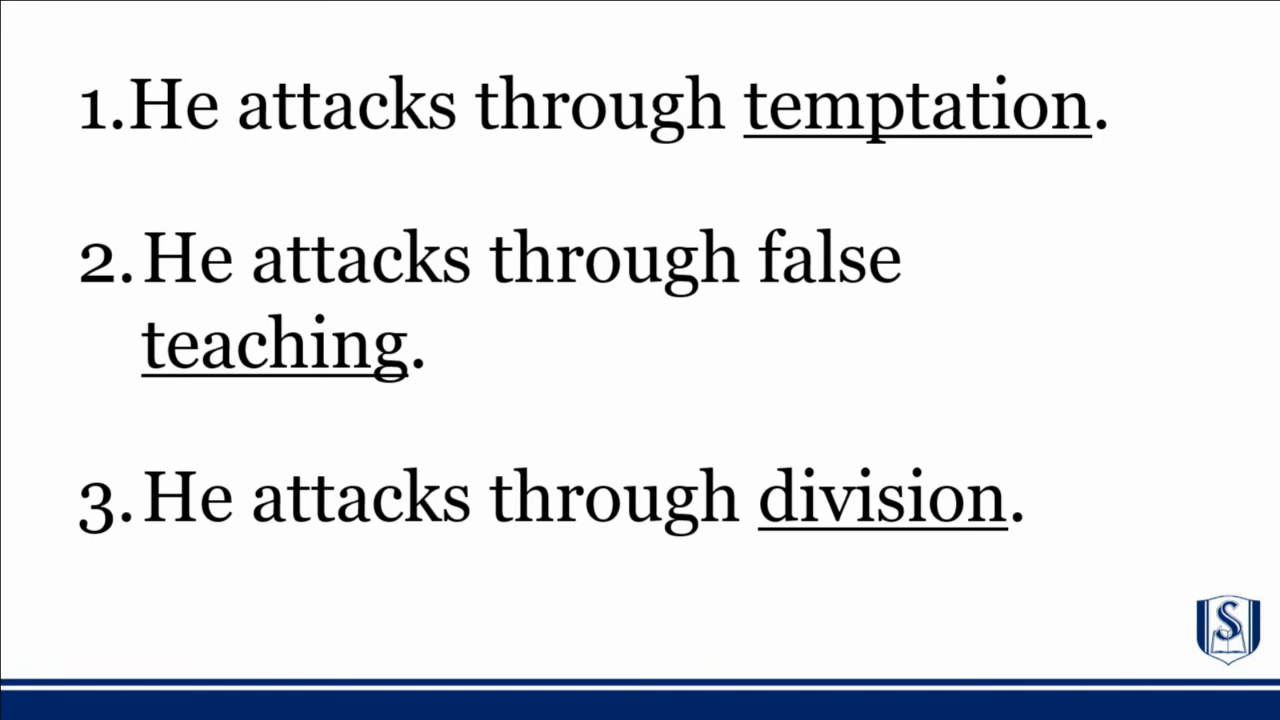 1.He attacks through temptation.
2. He attacks through false
teaching.
3. He attacks through division.
S